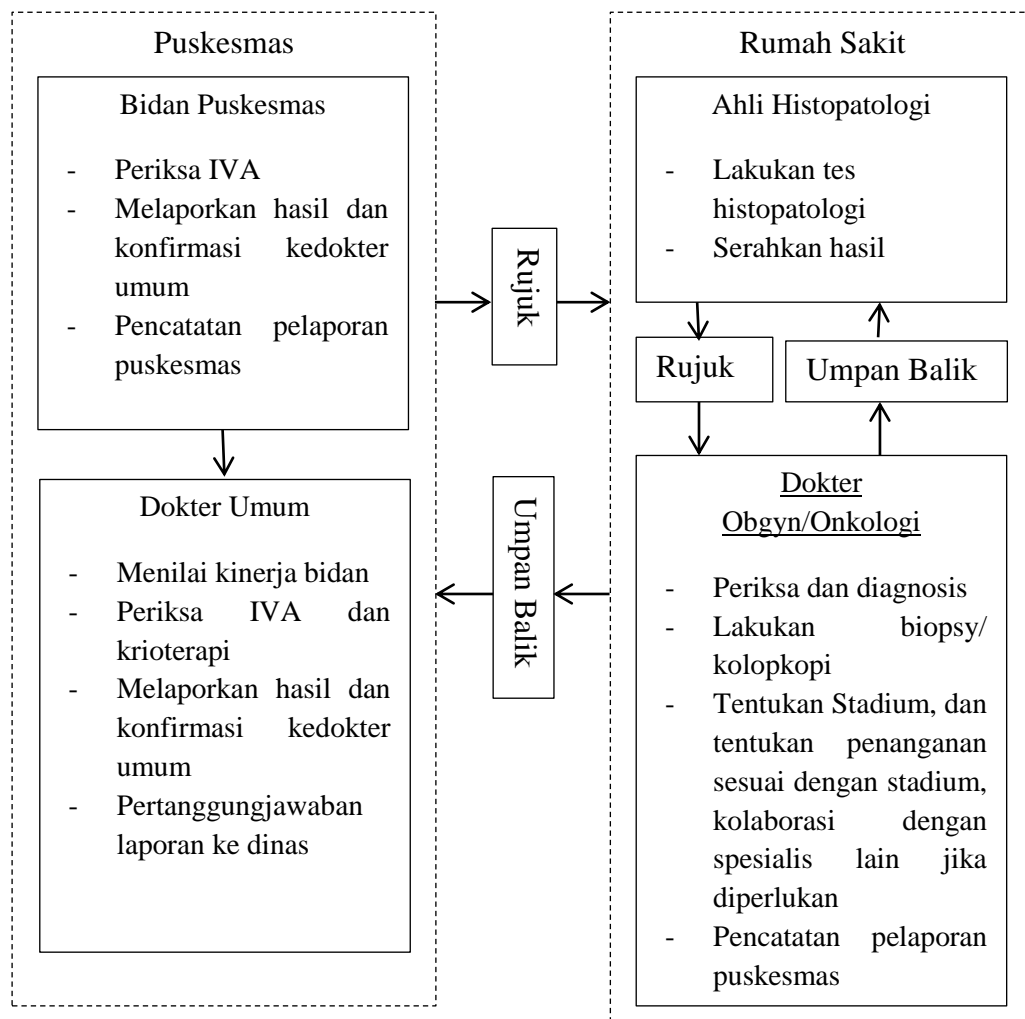 Puskesmas
Bidan Puskesmas
- Periksa IVA
- Melaporkan hasil dan
konfirmasi kedokter
umum
- Pencatatan pelaporan
puskesmas
Dokter Umum
- Menilai kinerja bidan
- Periksa IVA dan
krioterapi
- Melaporkan hasil dan
konfirmasi kedokter
umum
- Pertanggungjawaban
laporan ke dinas
Rujuk
Umpan Balik
Rumah Sakit
Ahli Histopatologi
- Lakukan tes
histopatologi
- Serahkan hasil
Rujuk
Umpan Balik
Dokter
Obgyn/Onkologi
- Periksa dan diagnosis
- Lakukan biopsy/
kolopkopi
- Tentukan Stadium, dan
tentukan penanganan
sesuai dengan stadium,
kolaborasi dengan
spesialis lain jika
diperlukan
- Pencatatan pelaporan
puskesmas